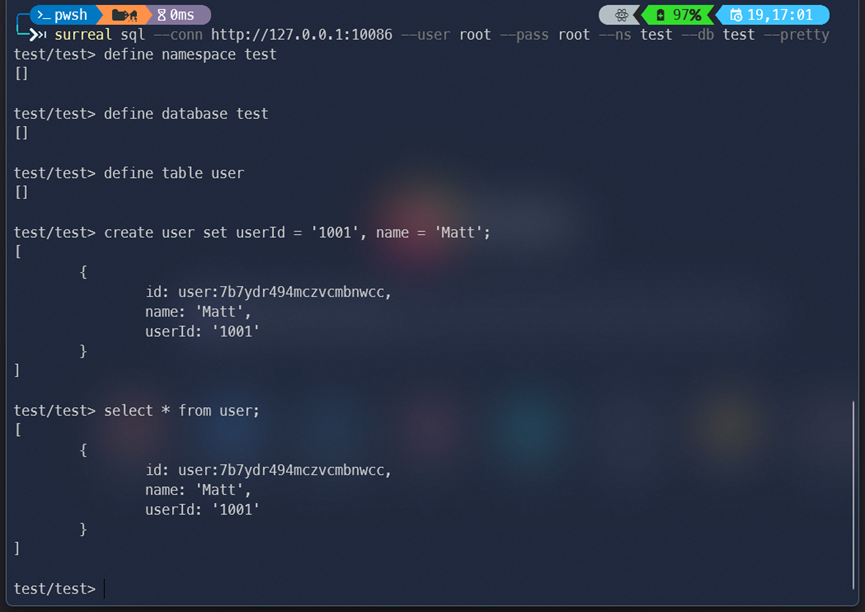 pwsh 0ms 97% 19,17:01
surreal sql --conn http://127.0.0.1:10086 --user root --pass root --ns test --db test --pretty
test/test> define namespace test
[]
test/test> define database test
[]
test/test> define table user
[]
test/test> create user set userId = '1001', name = 'Matt';
[
{
id: user:7b7ydr494mczvcmbnwcc,
name: 'Matt',
userId: '1001'
}
]
test/test> select * from user;
[
{
id: user:7b7ydr494mczvcmbnwcc,
name: 'Matt',
userId: '1001'
}
]
test/test>